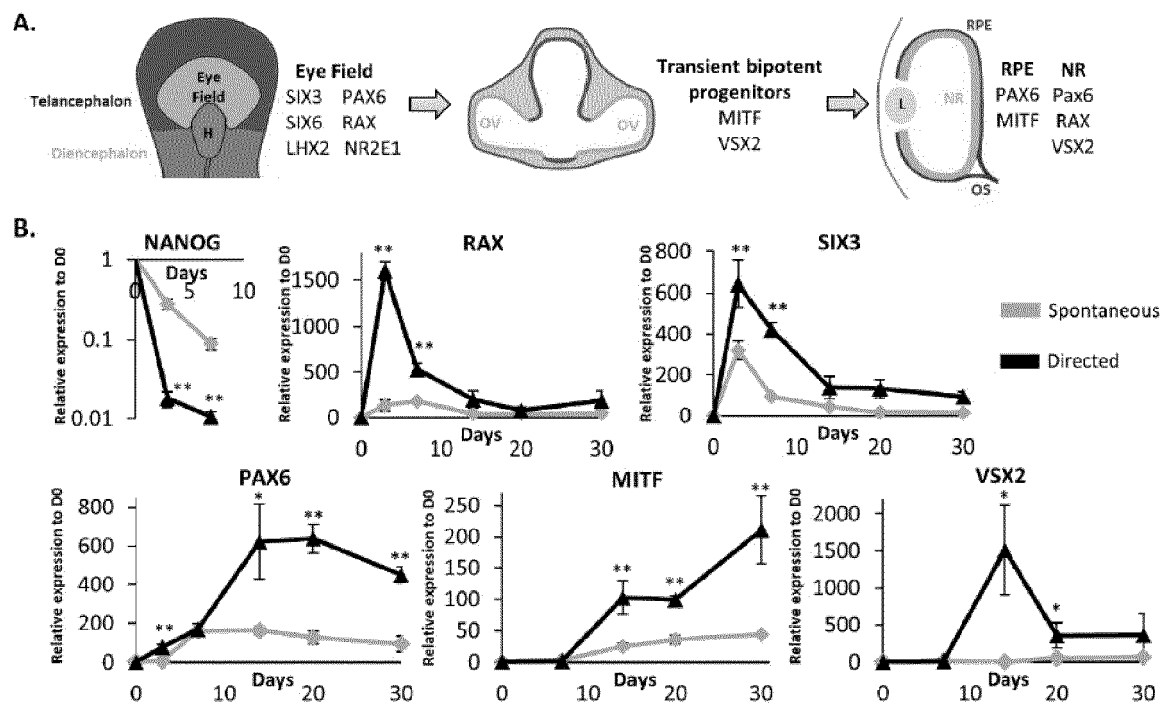 A.
Telancephalon
Diencephalon
Eye
Field
H
Eye Field
SIX3 PAX6
SIX6 RAX
LHX2 NR2E1
OV OV
Transient bipotent
progenitors
MITF
VSX2
RPE
L
NR
OS
RPE NR
PAX6 Pax6
MITF RAX
VSX2
B.
NANOG
Relative expression to D0
1
0.1
0.01
Days
0 5 10
** **
RAX
Relative expression to D0
1500
1000
500
0
**
**
Days
0 10 20 30
SIX3
Relative expression to D0
800
600
400
200
0
**
**
Days
0 10 20 30
Spontaneous
Directed
PAX6
Relative expression to D0
800
600
400
200
0
** * ** **
Days
0 10 20 30
MITF
Relative expression to D0
250
200
150
100
50
0
** ** **
Days
0 10 20 30
VSX2
Relative expression to D0
2000
1500
1000
500
0
* *
Days
0 10 20 30